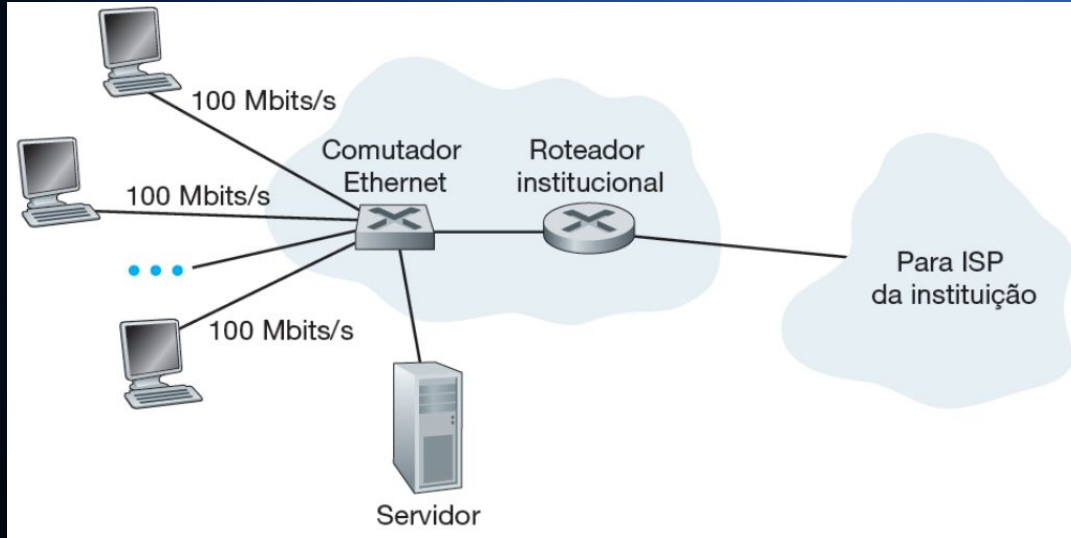 100 Mbits/s
Comutador
Ethernet
Roteador
institucional
100 Mbits/s
Para ISP
da instituição
100 Mbits/s
Servidor